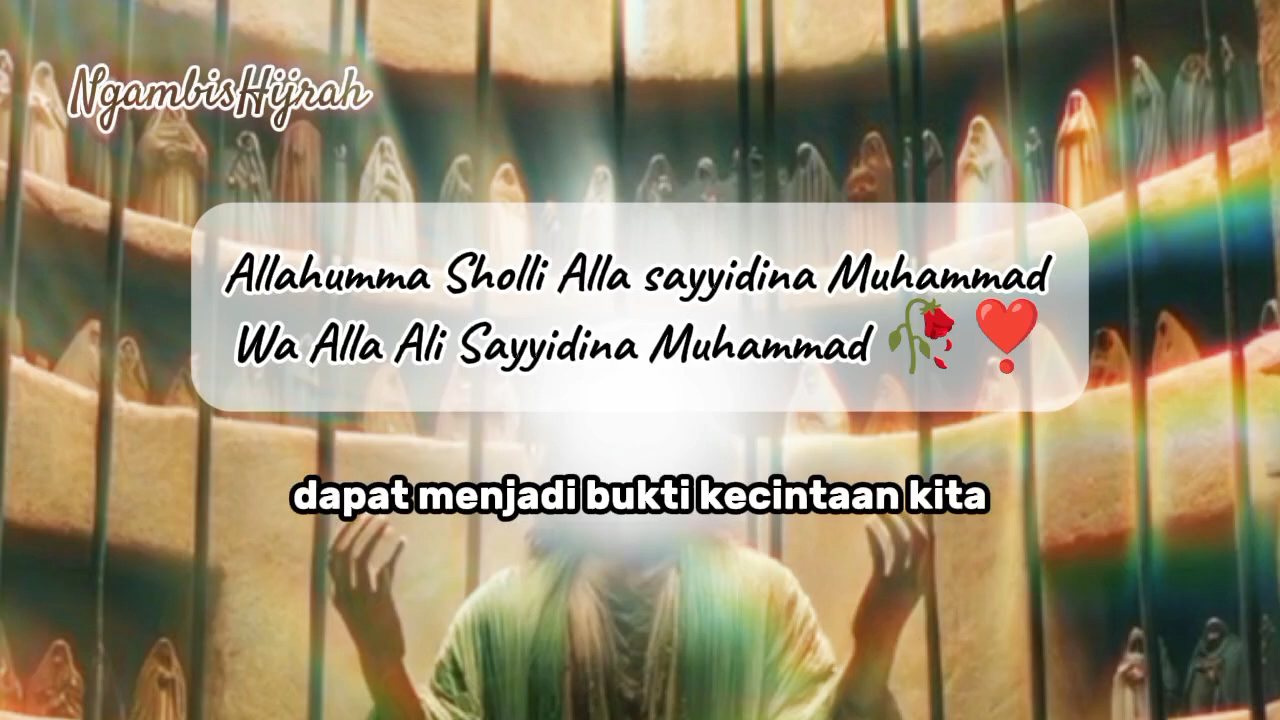 NgambisHijrah
Allahumma Sholli Alla sayyidina Muhammad
Wa Alla Ali Sayyidina Muhammad 🥀❣️
dapat menjadi bukti kecintaan kita